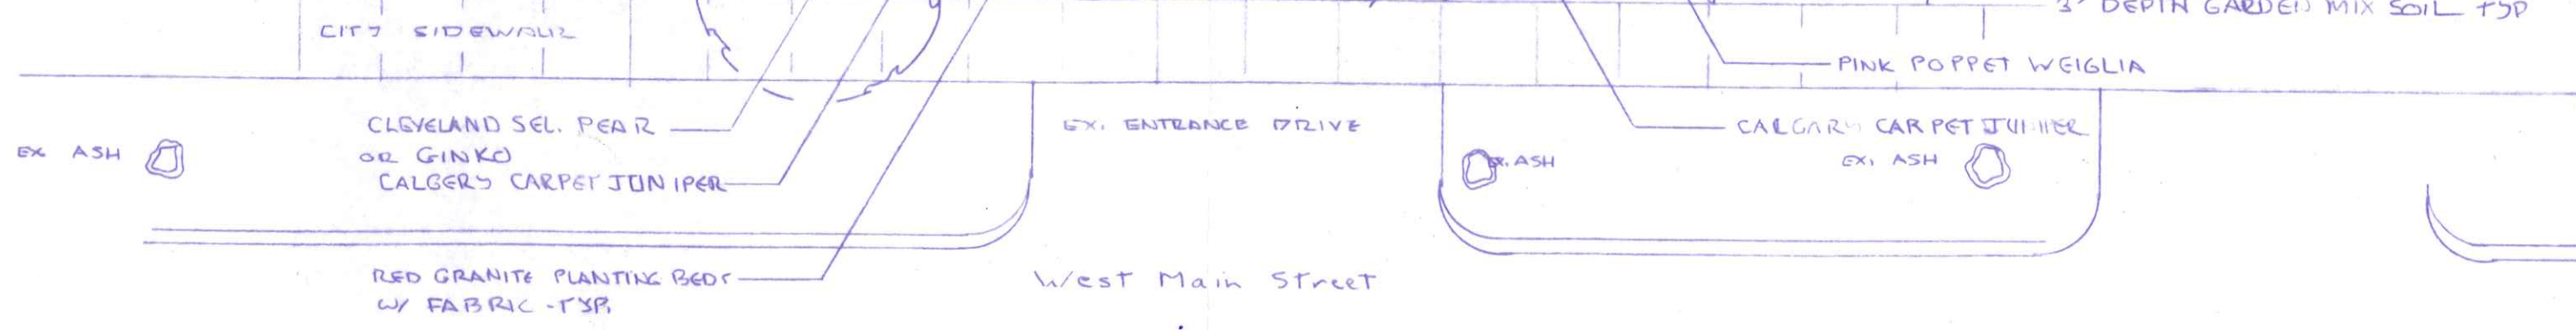 3' DEPTH GARDEN MIX SOIL TYP
CITY SIDEWALK
PINK POPPET WEIGLIA
CLEVELAND SEL. PEAR
OR GINKO
CALGERY CARPET JUNIPER
EX. ENTRANCE DRIVE
CALGARY CARPET JUNIPER
EX ASH
EX. ASH
EX. ASH
RED GRANITE PLANTING BEDS
W/ FABRIC - TYP.
West Main Street